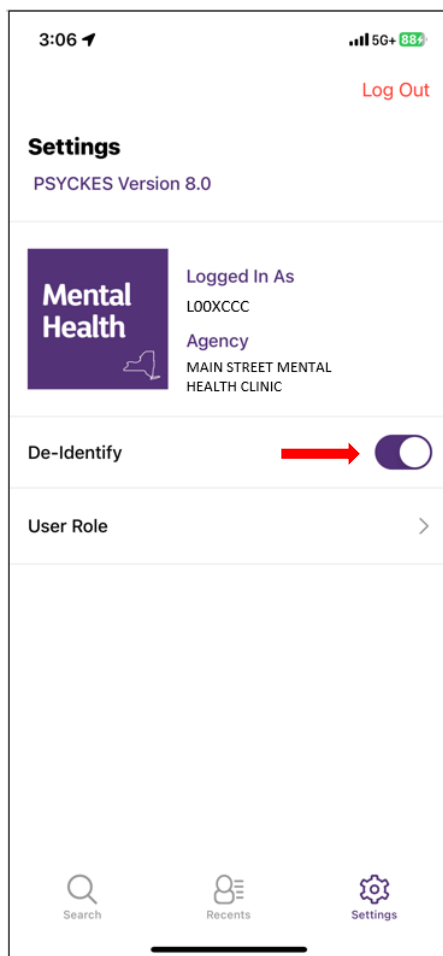 3:06
5G+ 88
Log Out
Settings
PSYCKES Version 8.0
Mental
Health
Logged In As
L00XCCC
Agency
MAIN STREET MENTAL
HEALTH CLINIC
De-Identify
User Role
Search
Recents
Settings